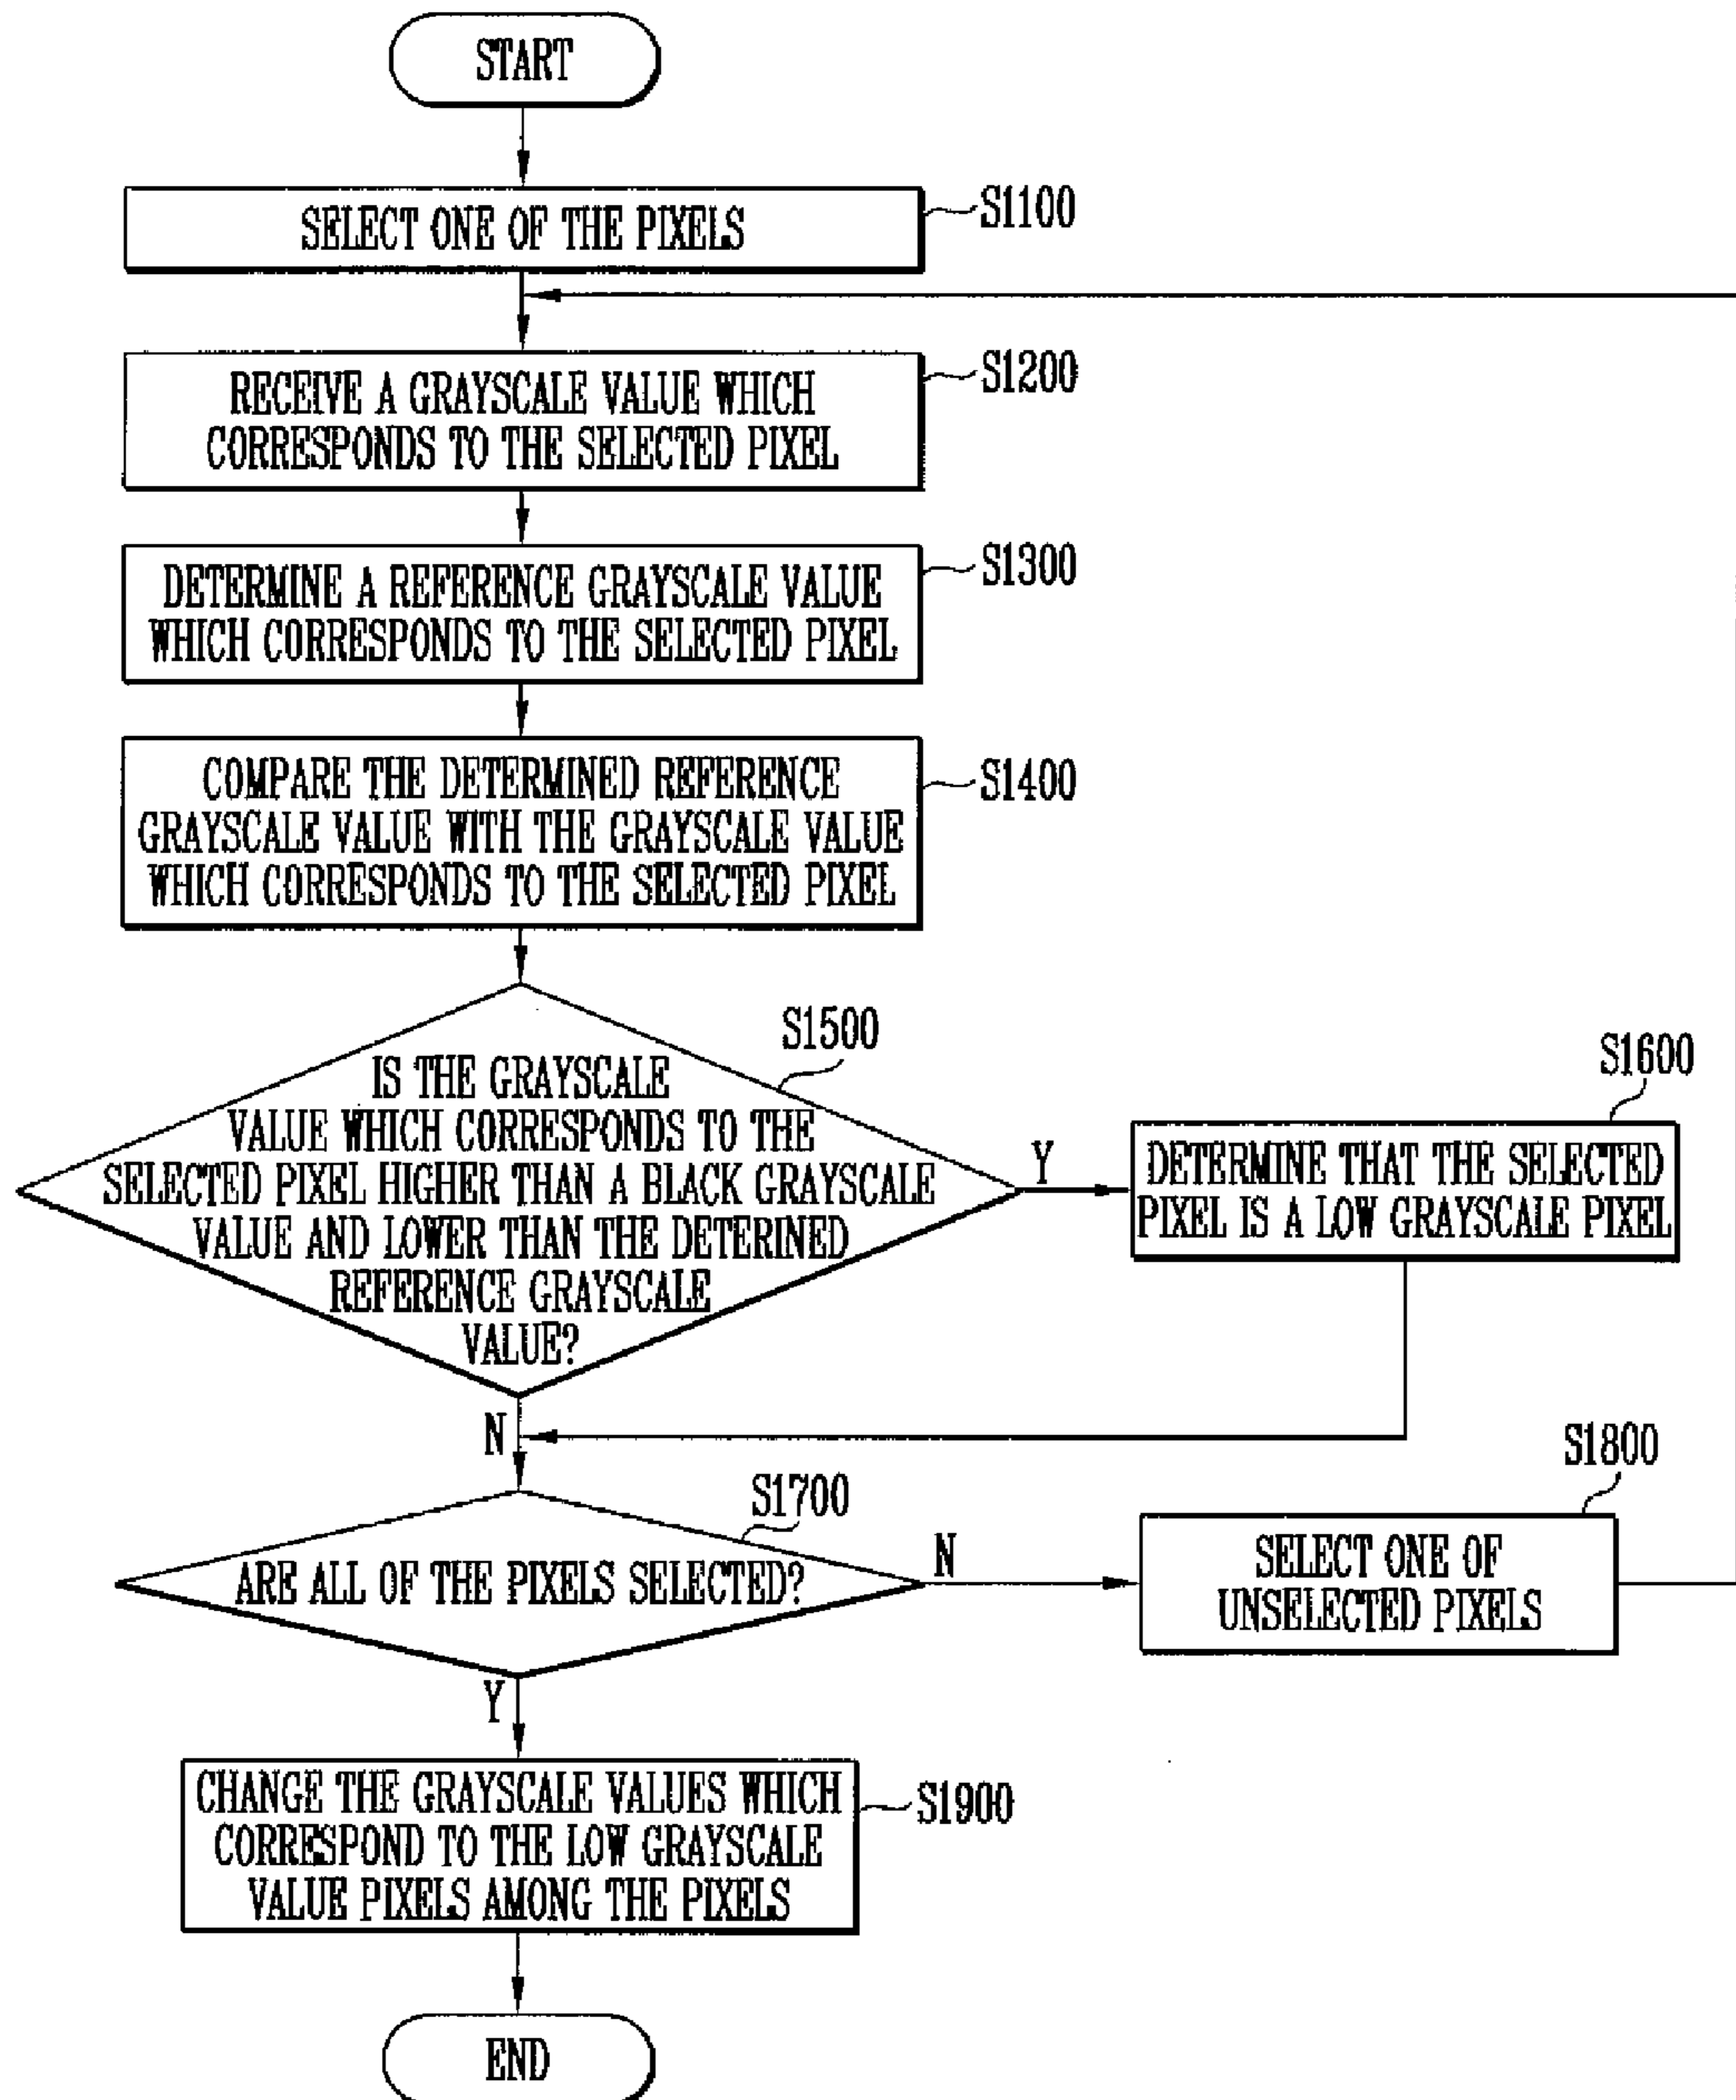 START
SELECT ONE OF THE PIXELS
S1100
RECEIVE A GRAYSCALE VALUE WHICH
CORRESPONDS TO THE SELECTED PIXEL
S1200
DETERMINE A REFERENCE GRAYSCALE VALUE
WHICH CORRESPONDS TO THE SELECTED PIXEL
S1300
COMPARE THE DETERMINED REFERENCE
GRAYSCALE VALUE WITH THE GRAYSCALE VALUE
WHICH CORRESPONDS TO THE SELECTED PIXEL
S1400
S1500
IS THE GRAYSCALE
VALUE WHICH CORRESPONDS TO THE
SELECTED PIXEL HIGHER THAN A BLACK GRAYSCALE
VALUE AND LOWER THAN THE DETERINED
REFERENCE GRAYSCALE
VALUE?
Y
S1600
DETERMINE THAT THE SELECTED
PIXEL IS A LOW GRAYSCALE PIXEL
N
S1700
ARE ALL OF THE PIXELS SELECTED?
N
S1800
SELECT ONE OF
UNSELECTED PIXELS
Y
CHANGE THE GRAYSCALE VALUES WHICH
CORRESPOND TO THE LOW GRAYSCALE
VALUE PIXELS AMONG THE PIXELS
S1900
END